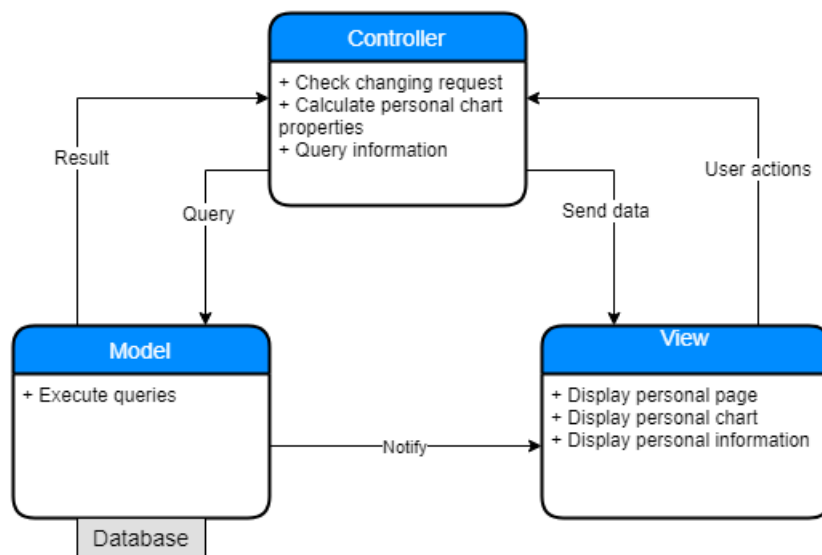 Controller
+ Check changing request
+ Calculate personal chart
properties
+ Query information
Result
User actions
Query
Send data
Model
+ Execute queries
View
+ Display personal page
+ Display personal chart
+ Display personal information
Notify
Database